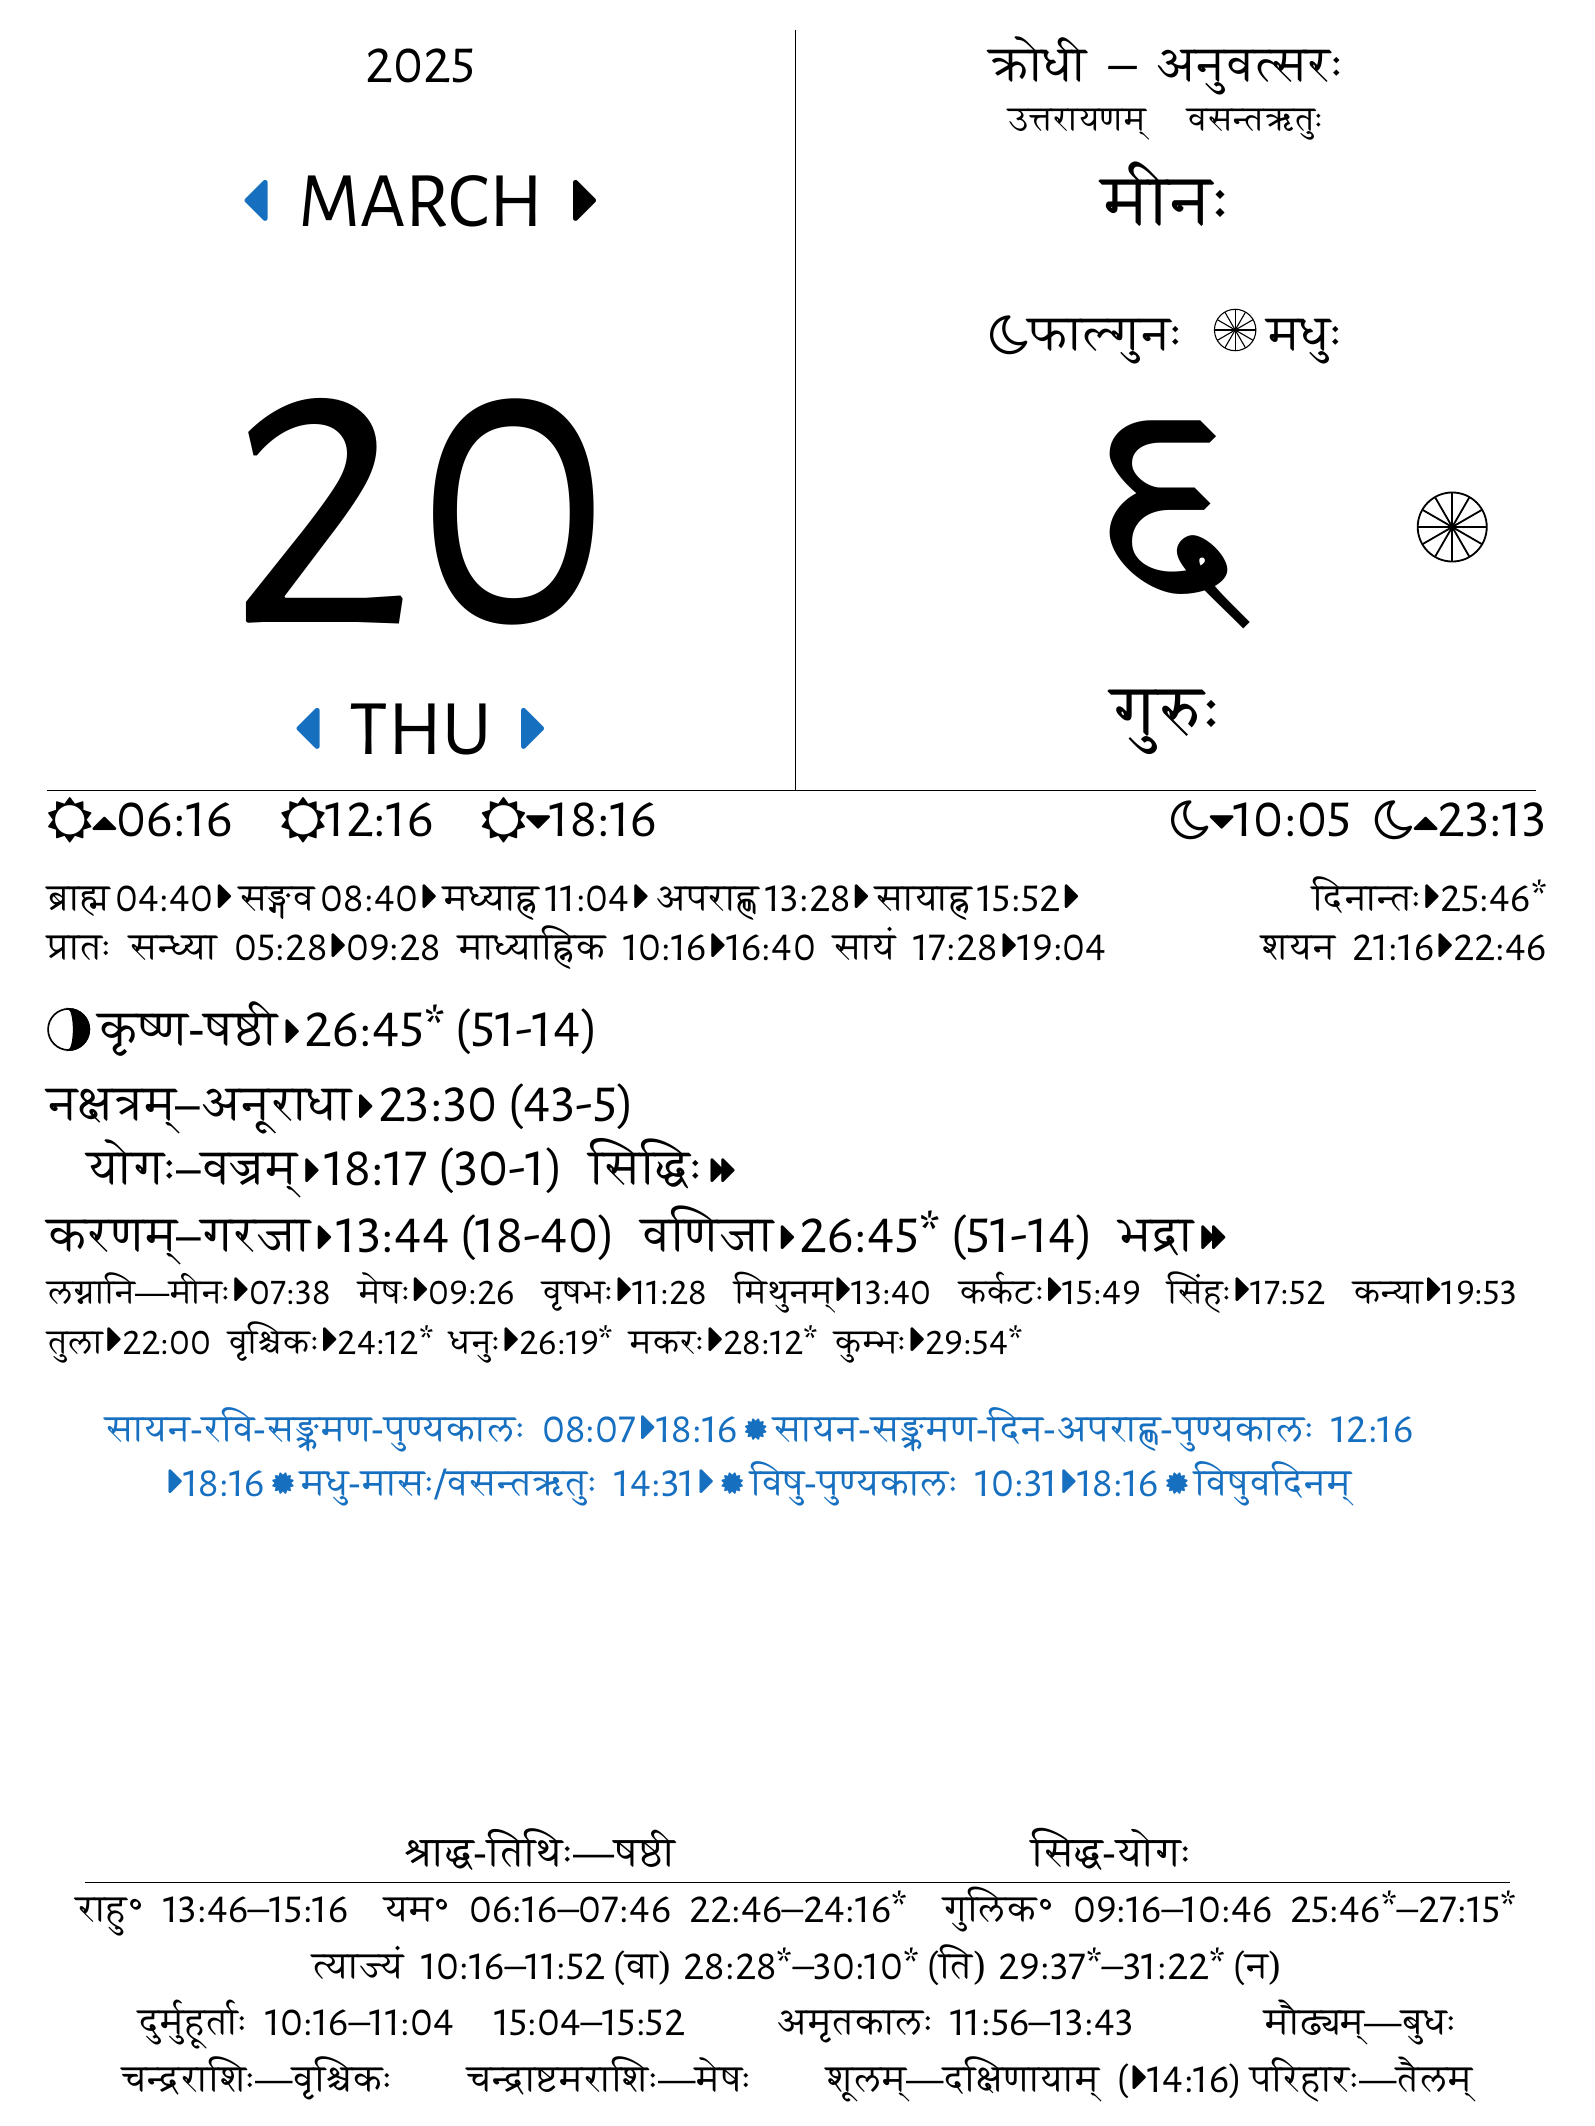 2025
MARCH
20
THU
क्रोधी – अनुवत्सरः
उत्तरायणम् वसन्तऋतुः
मीनः
फाल्गुनः मधुः
६
गुरुः
06:16 12:16 18:16 10:05 23:13
ब्राह्म 04:40 सङ्गव 08:40 मध्याह्न 11:04 अपराह्ण 13:28 सायाह्न 15:52 दिनान्तः 25:46*
प्रातः सन्ध्या 05:28 09:28 माध्याह्निक 10:16 16:40 सायं 17:28 19:04 शयन 21:16 22:46
कृष्ण-षष्ठी 26:45* (51-14)
नक्षत्रम्–अनूराधा 23:30 (43-5)
योगः–वज्रम् 18:17 (30-1) सिद्धिः
करणम्–गरजा 13:44 (18-40) वणिजा 26:45* (51-14) भद्रा
लग्नानि—मीनः 07:38 मेषः 09:26 वृषभः 11:28 मिथुनम् 13:40 कर्कटः 15:49 सिंहः 17:52 कन्या 19:53
तुला 22:00 वृश्चिकः 24:12* धनुः 26:19* मकरः 28:12* कुम्भः 29:54*
सायन-रवि-सङ्क्रमण-पुण्यकालः 08:07 18:16 सायन-सङ्क्रमण-दिन-अपराह्ण-पुण्यकालः 12:16
18:16 मधु-मासः/वसन्तऋतुः 14:31 विषु-पुण्यकालः 10:31 18:16 विषुवदिनम्
श्राद्ध-तिथिः—षष्ठी सिद्ध-योगः
राहु° 13:46–15:16 यम° 06:16–07:46 22:46–24:16* गुलिक° 09:16–10:46 25:46*–27:15*
त्याज्यं 10:16–11:52 (वा) 28:28*–30:10* (ति) 29:37*–31:22* (न)
दुर्मुहूर्ताः 10:16–11:04 15:04–15:52 अमृतकालः 11:56–13:43 मौढ्यम्—बुधः
चन्द्रराशिः—वृश्चिकः चन्द्राष्टमराशिः—मेषः शूलम्—दक्षिणायाम् (14:16) परिहारः—तैलम्